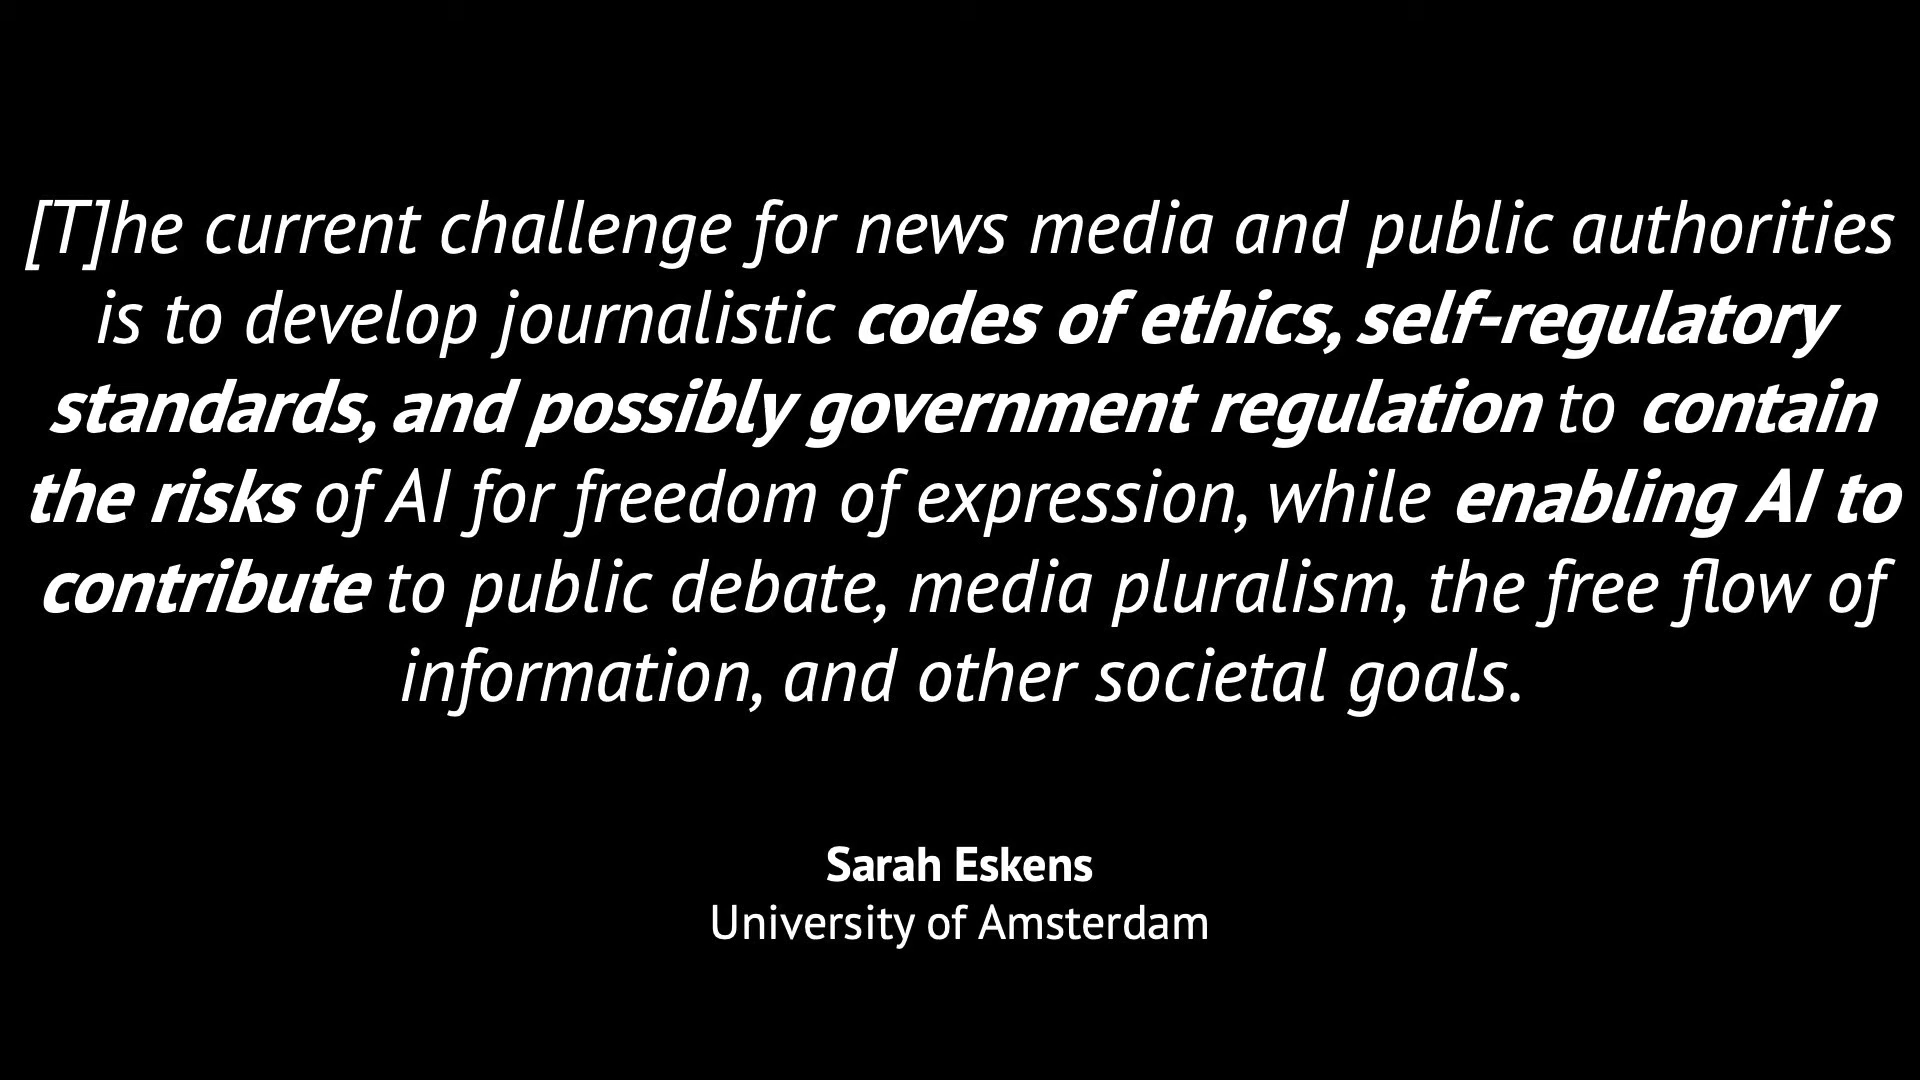 [T]he current challenge for news media and public authorities
is to develop journalistic codes of ethics, self-regulatory
standards, and possibly government regulation to contain
the risks of AI for freedom of expression, while enabling AI to
contribute to public debate, media pluralism, the free flow of
information, and other societal goals.
Sarah Eskens
University of Amsterdam